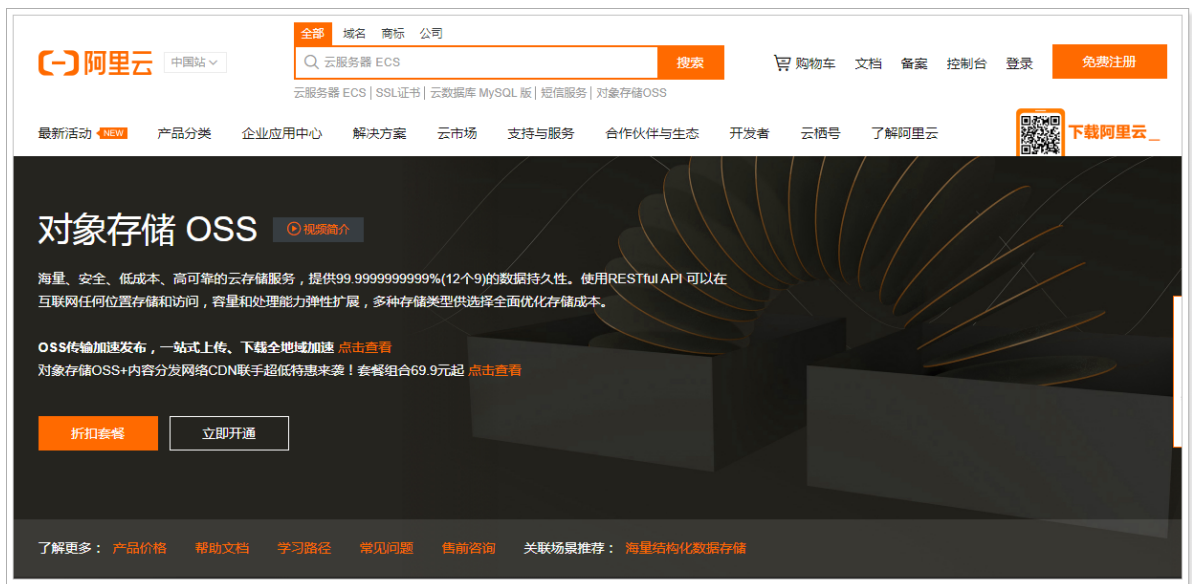 全部 域名 商标 公司
阿里云 中国站 云服务器 ECS 搜索 购物车 文档 备案 控制台 登录 免费注册
云服务器 ECS | SSL证书 | 云数据库 MySQL 版 | 短信服务 | 对象存储OSS
最新活动 NEW 产品分类 企业应用中心 解决方案 云市场 支持与服务 合作伙伴与生态 开发者 云栖号 了解阿里云 下载阿里云_
对象存储 OSS 视频简介
海量、安全、低成本、高可靠的云存储服务，提供99.9999999999%(12个9)的数据持久性。使用RESTful API 可以在
互联网任何位置存储和访问，容量和处理能力弹性扩展，多种存储类型供选择全面优化存储成本。
OSS传输加速发布，一站式上传、下载全地域加速 点击查看
对象存储OSS+内容分发网络CDN联手超低特惠来袭！套餐组合69.9元起 点击查看
折扣套餐 立即开通
了解更多： 产品价格 帮助文档 学习路径 常见问题 售前咨询 关联场景推荐： 海量结构化数据存储